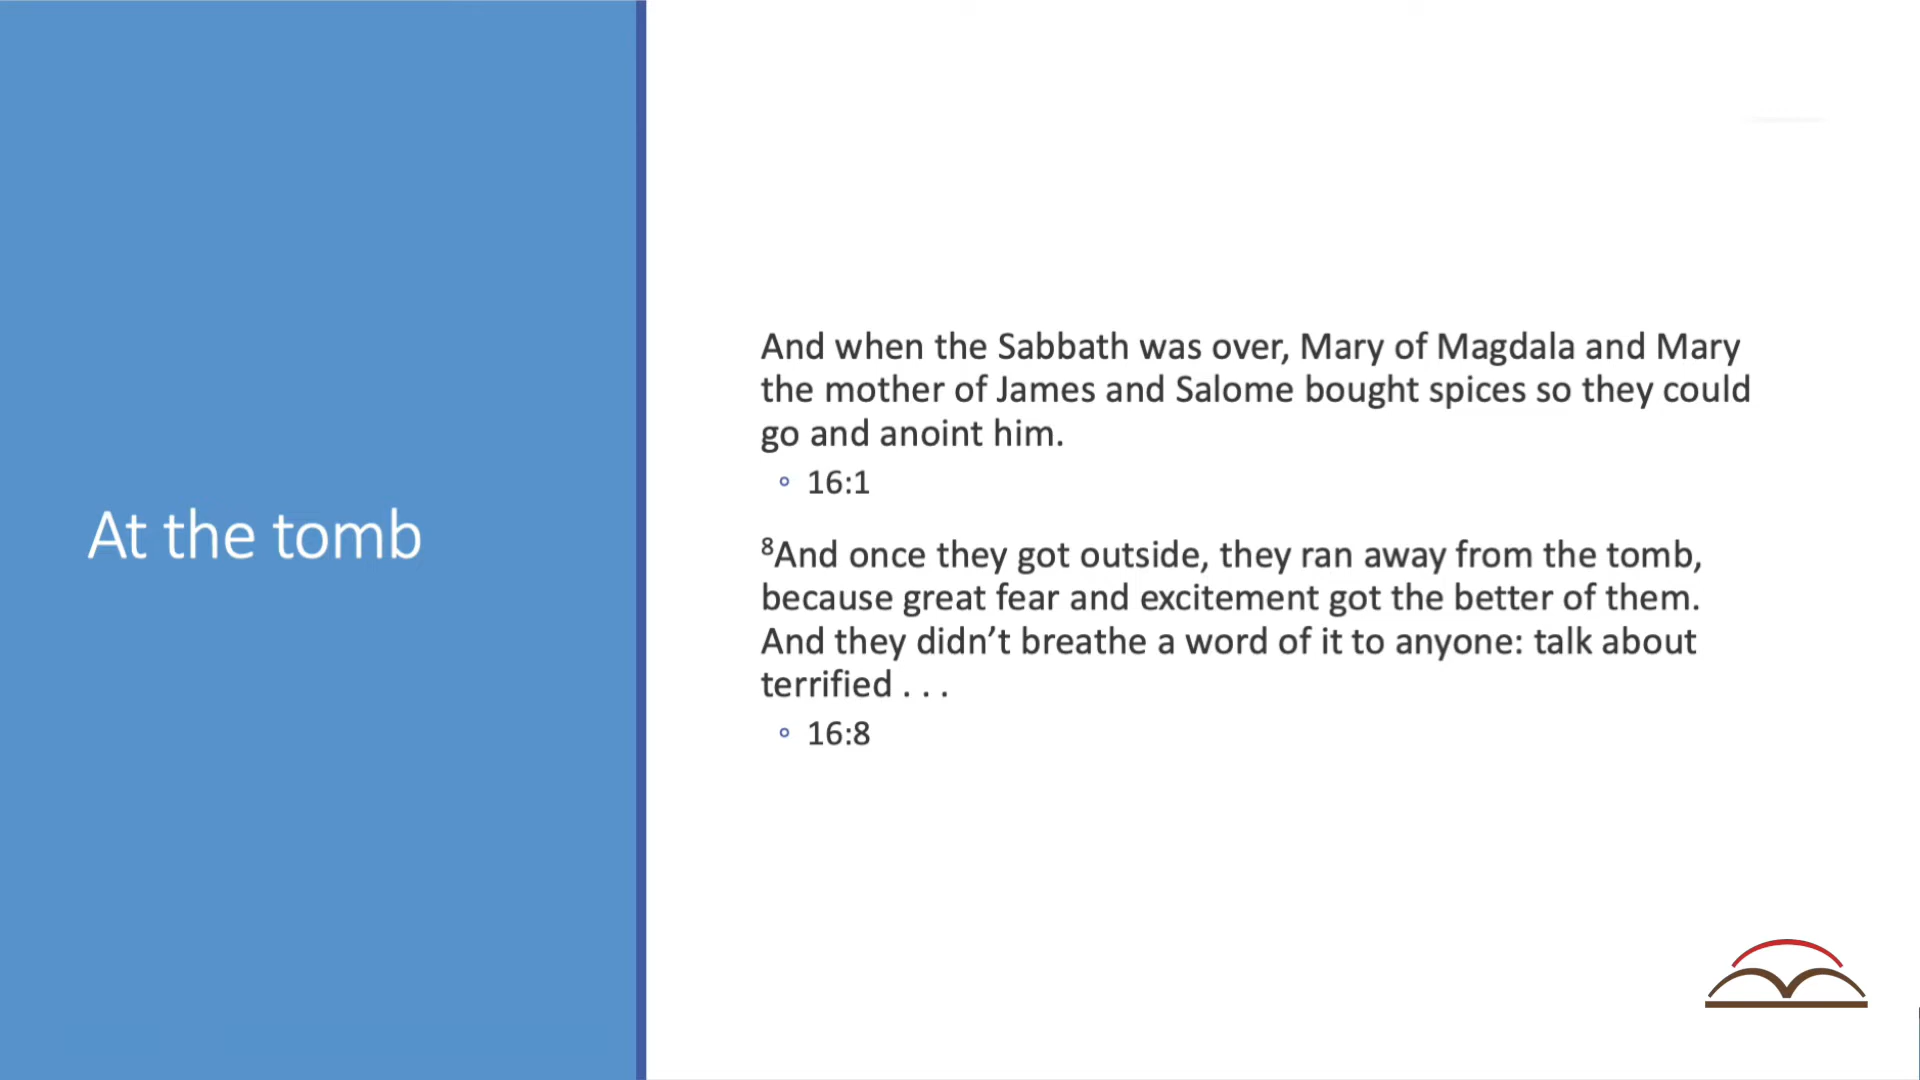 At the tomb
And when the Sabbath was over, Mary of Magdala and Mary
the mother of James and Salome bought spices so they could
go and anoint him.
◦ 16:1
⁸And once they got outside, they ran away from the tomb,
because great fear and excitement got the better of them.
And they didn’t breathe a word of it to anyone: talk about
terrified . . .
◦ 16:8